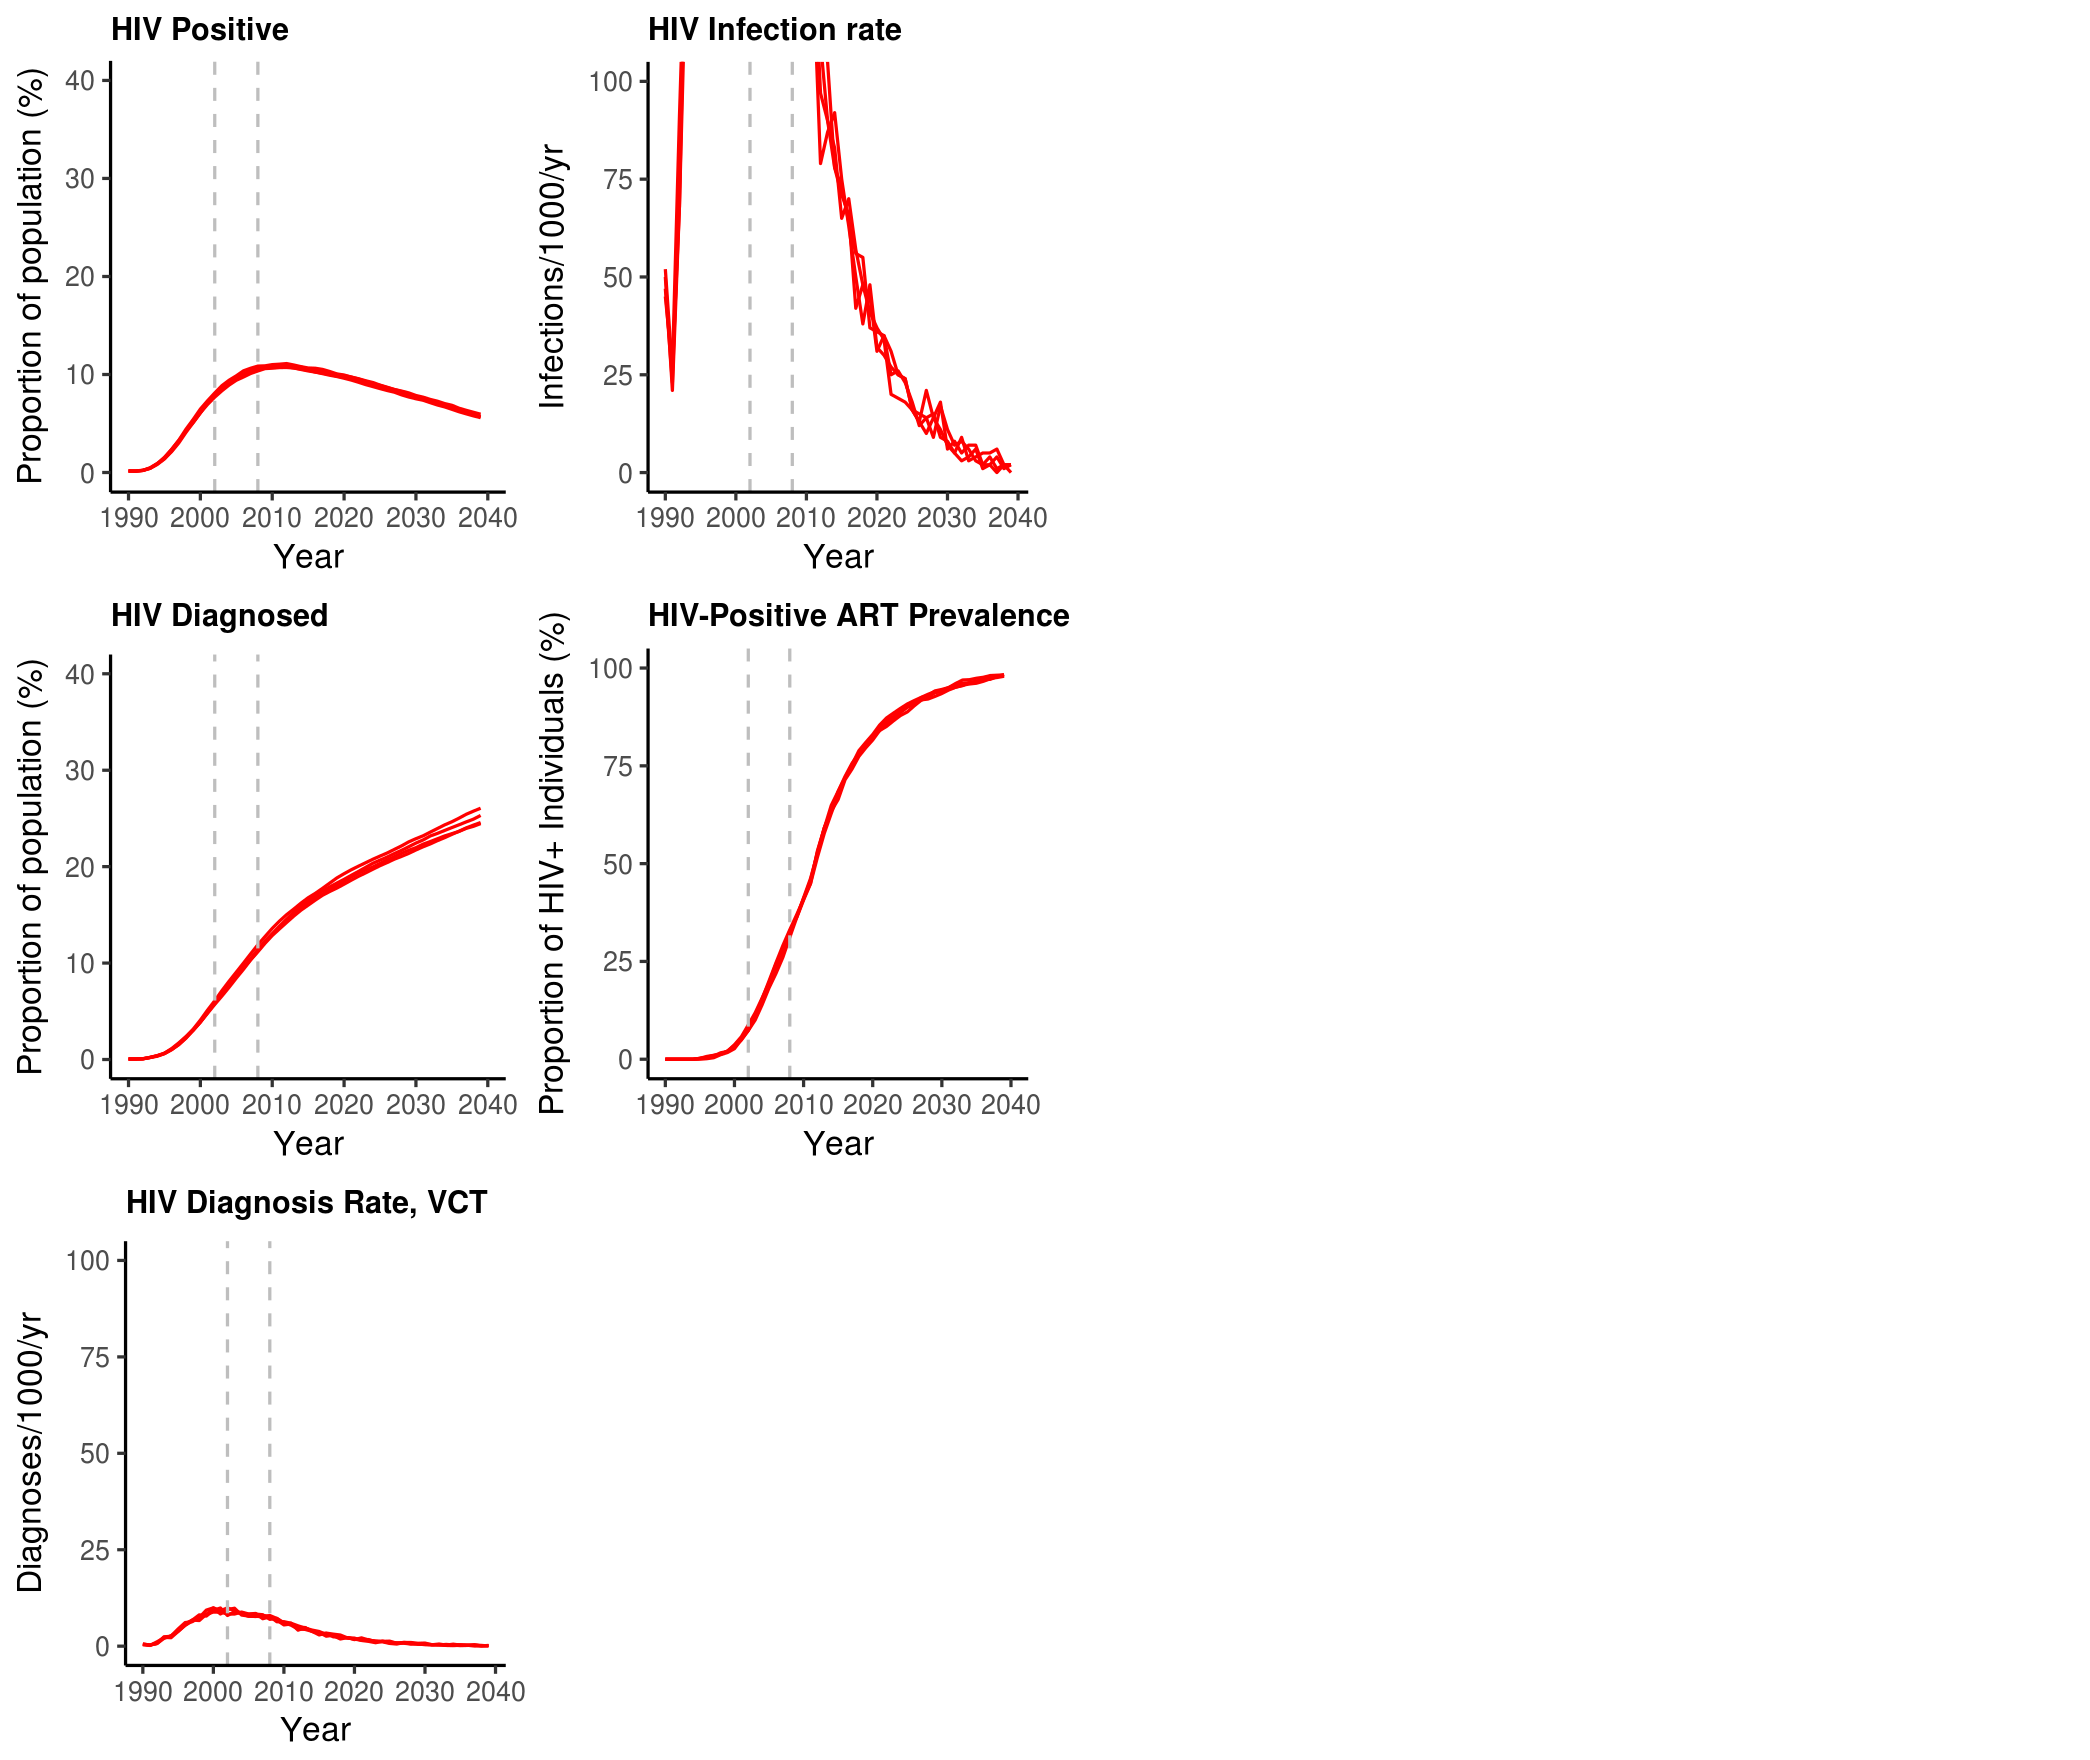 HIV Positive
Proportion of population (%)
40
30
20
10
0
1990 2000 2010 2020 2030 2040
Year
HIV Infection rate
Infections/1000/yr
100
75
50
25
0
1990 2000 2010 2020 2030 2040
Year
HIV Diagnosed
Proportion of population (%)
40
30
20
10
0
1990 2000 2010 2020 2030 2040
Year
HIV-Positive ART Prevalence
Proportion of HIV+ Individuals (%)
100
75
50
25
0
1990 2000 2010 2020 2030 2040
Year
HIV Diagnosis Rate, VCT
Diagnoses/1000/yr
100
75
50
25
0
1990 2000 2010 2020 2030 2040
Year